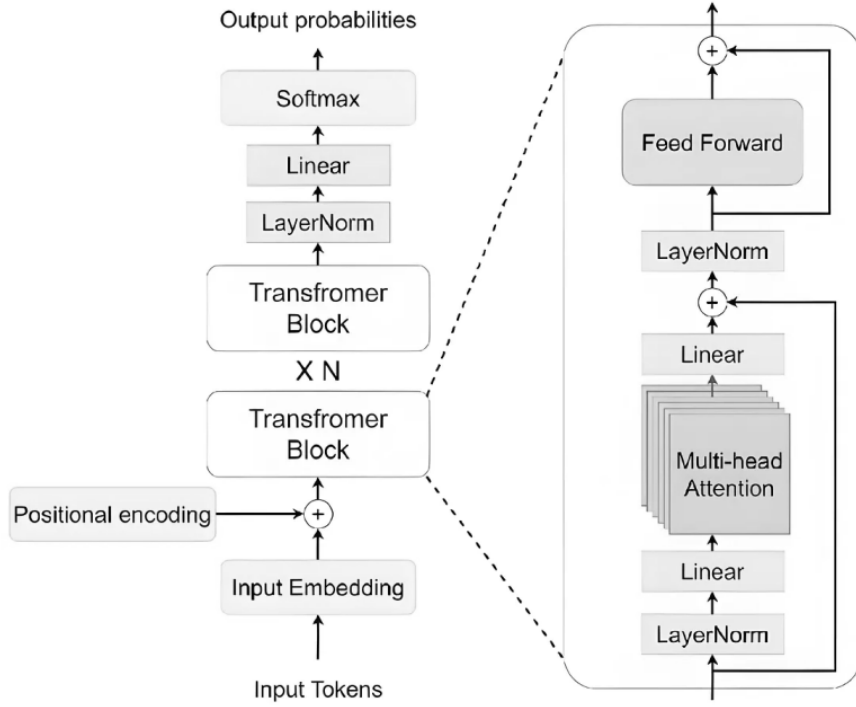 Output probabilities
Softmax
Linear
LayerNorm
Transfromer
Block
X N
Transfromer
Block
Positional encoding
+
Input Embedding
Input Tokens
+
Feed Forward
LayerNorm
+
Linear
Multi-head
Attention
Linear
LayerNorm